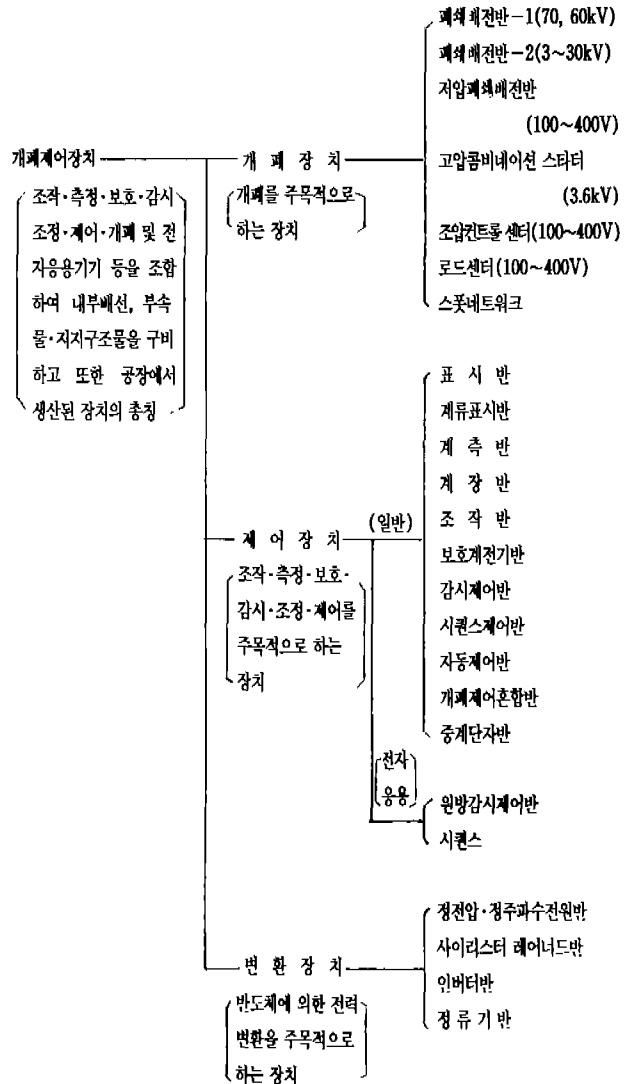 개폐제어장치
조작·측정·보호·감시
조정·제어·개폐 및 전
자응용기기 등을 조합
하여 내부배선, 부속
물·지지구조물을 구비
하고 또한 공장에서
생산된 장치의 총칭
개 폐 장 치
개폐를 주목적으로
하는 장치
폐쇄배전반-1(70, 60kV)
폐쇄배전반-2(3~30kV)
저압폐쇄배전반
(100~400V)
고압콤비네이션 스타터
(3.6kV)
조압컨트롤 센터(100~400V)
로드센터(100~400V)
스폿네트워크
제 어 장 치
조작·측정·보호·
감시·조정·제어를
주목적으로 하는
장치
(일반)
표 시 반
계류표시반
계 측 반
계 장 반
조 작 반
보호계전기반
감시제어반
시퀀스제어반
자동제어반
개폐제어혼합반
중계단자반
전자
응용
원방감시제어반
시퀀스
변 환 장 치
반도체에 의한 전력
변환을 주목적으로
하는 장치
정전압·정주파수전원반
사이리스터 레어너드반
인버터반
정 류 기 반